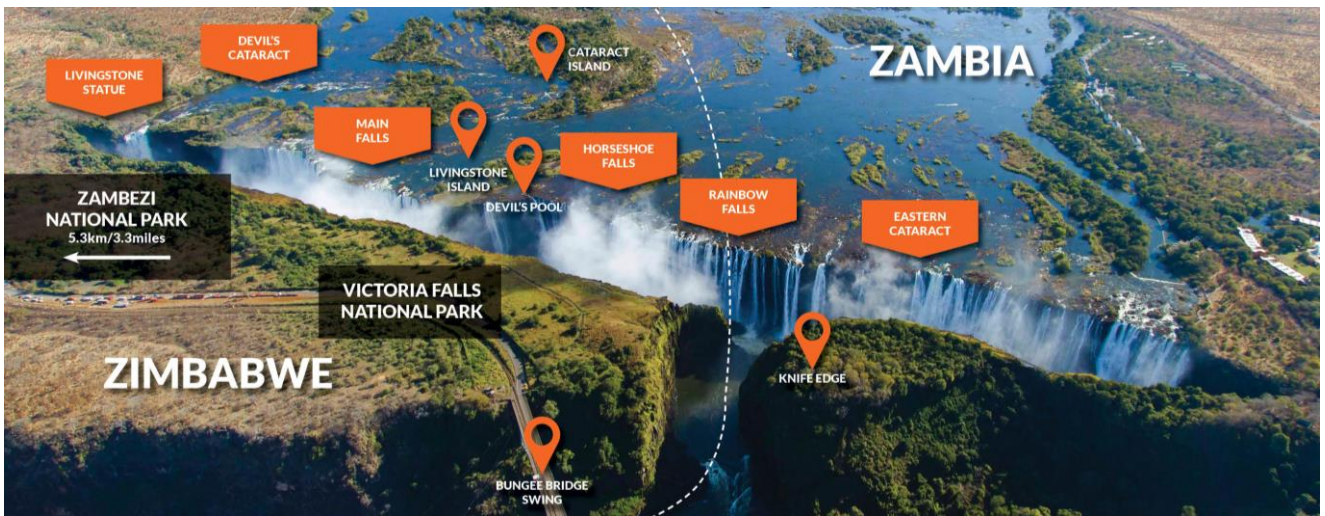 ZAMBIA
DEVIL'S
CATARACT
CATARACT
ISLAND
LIVINGSTONE
STATUE
MAIN
FALLS
LIVINGSTONE
ISLAND
DEVIL'S POOL
HORSESHOE
FALLS
RAINBOW
FALLS
EASTERN
CATARACT
ZAMBEZI
NATIONAL PARK
5.3km/3.3miles
VICTORIA FALLS
NATIONAL PARK
ZIMBABWE
KNIFE EDGE
BUNGEE BRIDGE
SWING